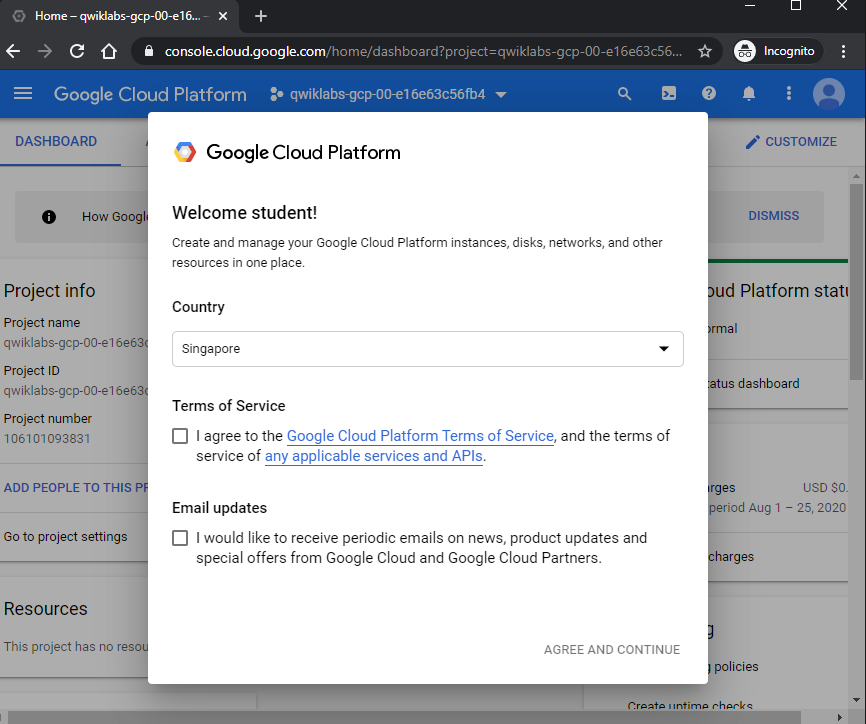 Home – qwiklabs-gcp-00-e16...
console.cloud.google.com/home/dashboard?project=qwiklabs-gcp-00-e16e63c56...
Incognito
Google Cloud Platform
qwiklabs-gcp-00-e16e63c56fb4
DASHBOARD
CUSTOMIZE
How Google
DISMISS
Google Cloud Platform
Welcome student!
Create and manage your Google Cloud Platform instances, disks, networks, and other
resources in one place.
Country
Singapore
Terms of Service
I agree to the Google Cloud Platform Terms of Service, and the terms of
service of any applicable services and APIs.
Email updates
I would like to receive periodic emails on news, product updates and
special offers from Google Cloud and Google Cloud Partners.
AGREE AND CONTINUE
Project info
Project name
qwiklabs-gcp-00-e16e63c
Project ID
qwiklabs-gcp-00-e16e63c
Project number
106101093831
ADD PEOPLE TO THIS PR
Go to project settings
Resources
This project has no resou
oud Platform statu
ormal
tatus dashboard
rges
USD $0.
period Aug 1 – 25, 2020
charges
g
g policies
Create uptime checks